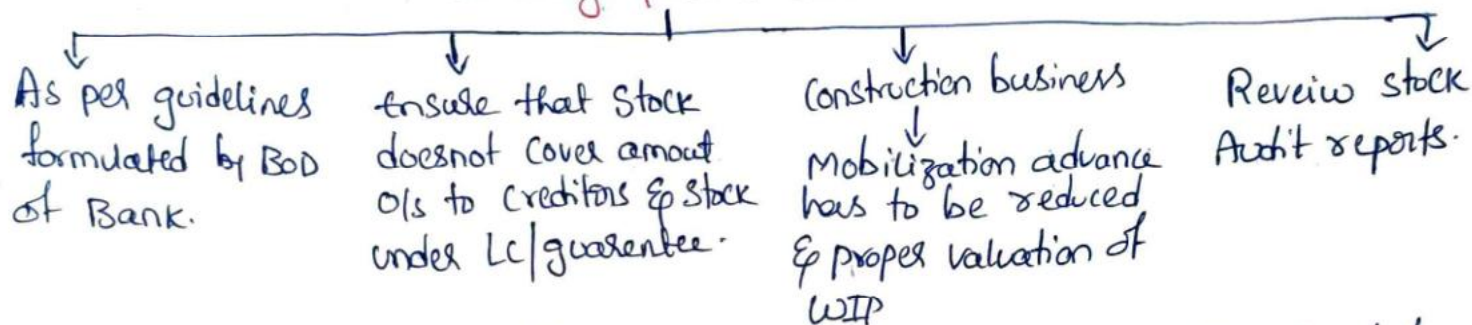 As per guidelines
formulated by BOD
of Bank.
Ensure that Stock
doesnot cover amout
o/s to Creditors & Stock
under LC/guarentee.
Construction business
Mobilization advance
has to be reduced
& proper valuation of
WIP
Reveiw stock
Audit reports.